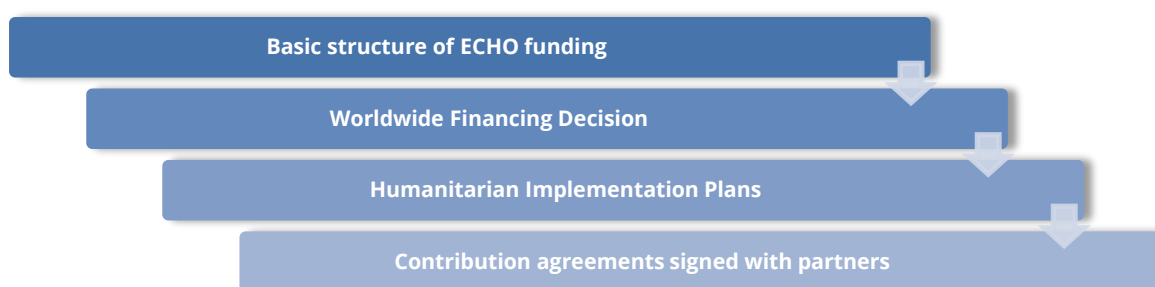 Basic structure of ECHO funding
Worldwide Financing Decision
Humanitarian Implementation Plans
Contribution agreements signed with partners